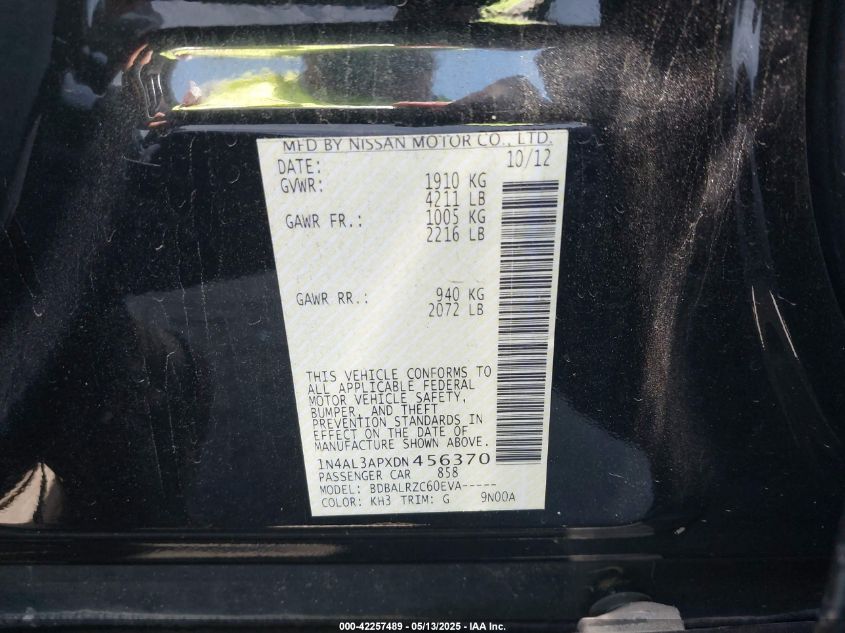 MFD BY NISSAN MOTOR CO., LTD.
DATE: 10/12
GVWR: 1910 KG
4211 LB
GAWR FR.: 1005 KG
2216 LB
GAWR RR.: 940 KG
2072 LB
THIS VEHICLE CONFORMS TO
ALL APPLICABLE FEDERAL
MOTOR VEHICLE SAFETY,
BUMPER, AND THEFT
PREVENTION STANDARDS IN
EFFECT ON THE DATE OF
MANUFACTURE SHOWN ABOVE.
1N4AL3APXDN456370
PASSENGER CAR 858
MODEL: BDBALRZC60EVA-----
COLOR: KH3 TRIM: G 9N00A
000-42257489 — 05/13/2025 — IAA Inc.